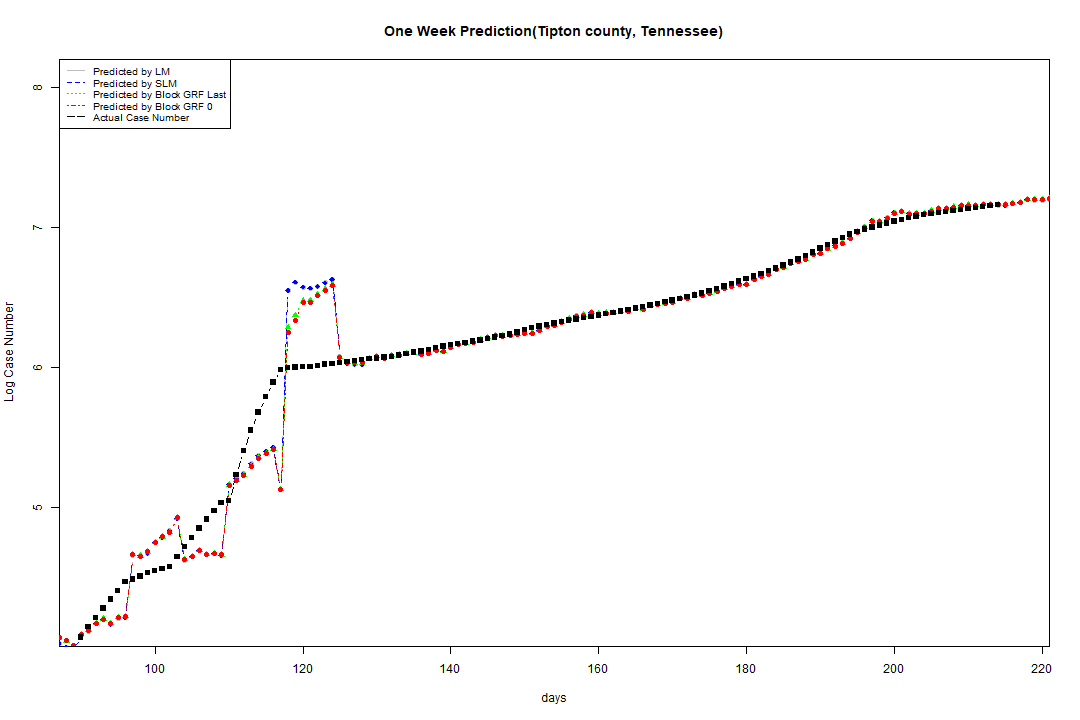 One Week Prediction(Tipton county, Tennessee)
Predicted by LM
Predicted by SLM
Predicted by Block GRF Last
Predicted by Block GRF 0
Actual Case Number
8
7
6
5
Log Case Number
100 120 140 160 180 200 220
days